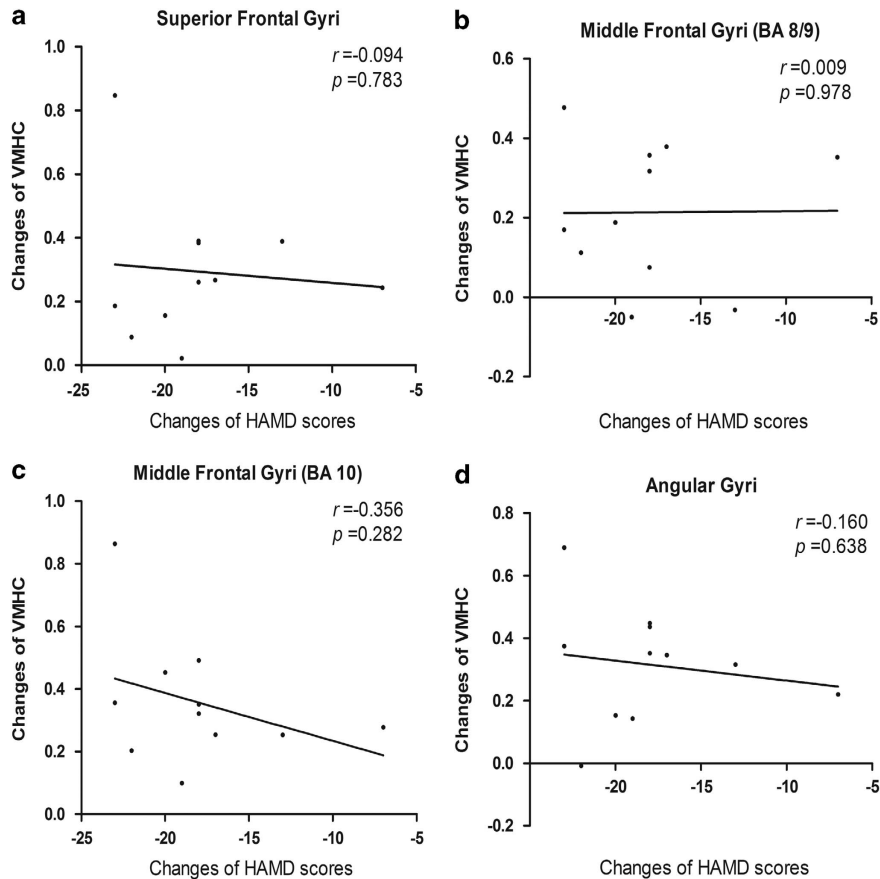 a
Superior Frontal Gyri
r=-0.094
p =0.783
Changes of VMHC
1.0
0.8
0.6
0.4
0.2
0.0
-25 -20 -15 -10 -5
Changes of HAMD scores
b
Middle Frontal Gyri (BA 8/9)
r=0.009
p =0.978
Changes of VMHC
0.6
0.4
0.2
0.0
-0.2
-20 -15 -10 -5
Changes of HAMD scores
c
Middle Frontal Gyri (BA 10)
r=-0.356
p =0.282
Changes of VMHC
1.0
0.8
0.6
0.4
0.2
0.0
-25 -20 -15 -10 -5
Changes of HAMD scores
d
Angular Gyri
r=-0.160
p =0.638
Changes of VMHC
0.8
0.6
0.4
0.2
0.0
-0.2
-20 -15 -10 -5
Changes of HAMD scores